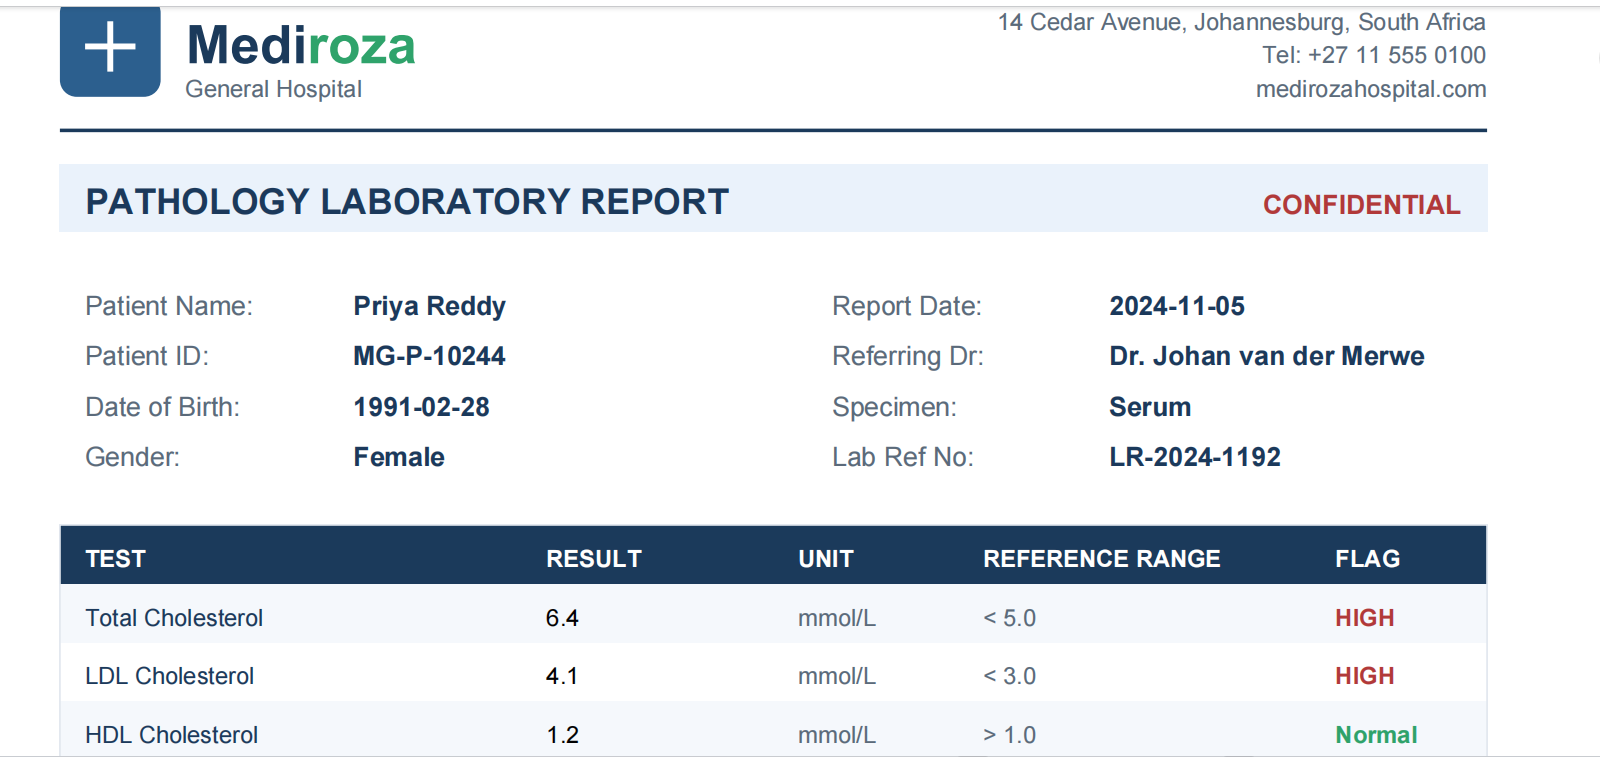 Mediroza
General Hospital
14 Cedar Avenue, Johannesburg, South Africa
Tel: +27 11 555 0100
medirozahospital.com
PATHOLOGY LABORATORY REPORT CONFIDENTIAL
Patient Name: Priya Reddy Report Date: 2024-11-05
Patient ID: MG-P-10244 Referring Dr: Dr. Johan van der Merwe
Date of Birth: 1991-02-28 Specimen: Serum
Gender: Female Lab Ref No: LR-2024-1192
TEST RESULT UNIT REFERENCE RANGE FLAG
Total Cholesterol 6.4 mmol/L < 5.0 HIGH
LDL Cholesterol 4.1 mmol/L < 3.0 HIGH
HDL Cholesterol 1.2 mmol/L > 1.0 Normal